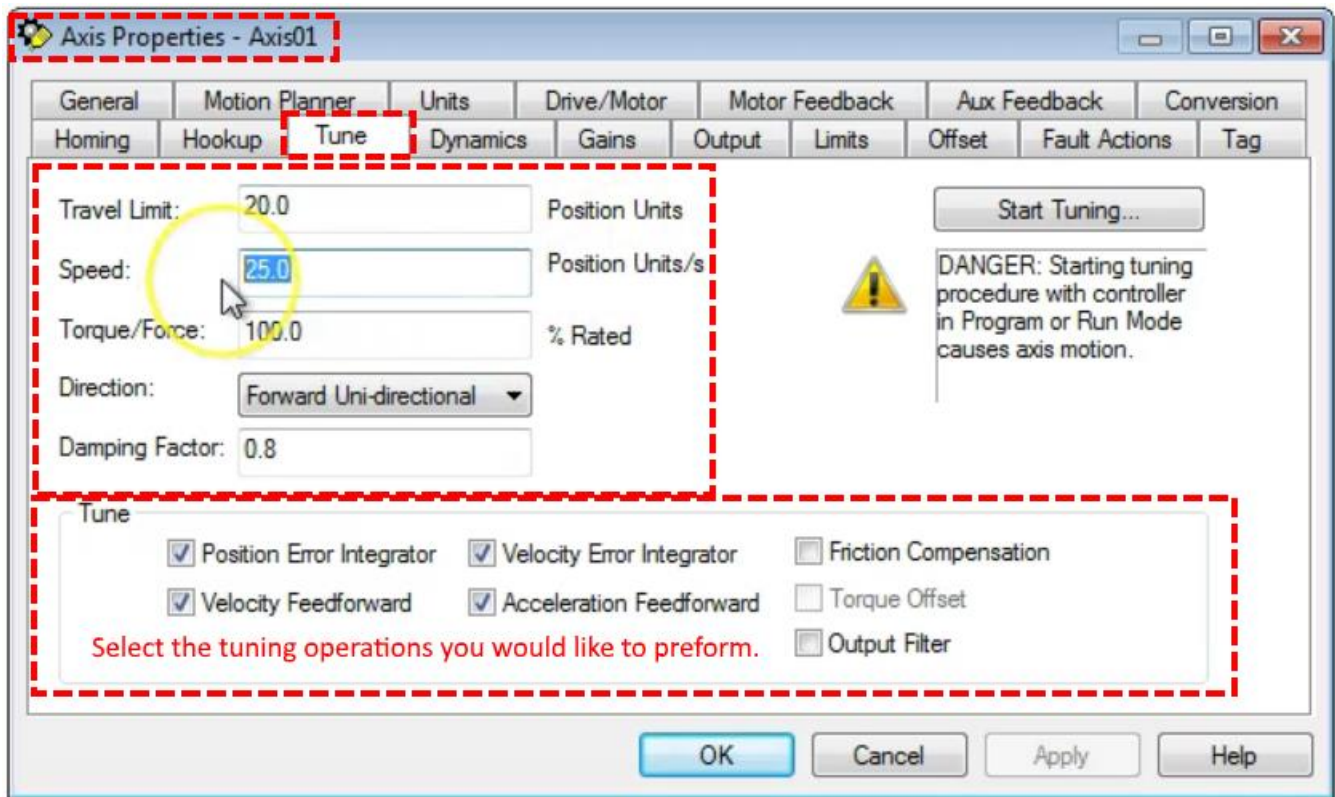 Axis Properties - Axis01
General Motion Planner Units Drive/Motor Motor Feedback Aux Feedback Conversion
Homing Hookup Tune Dynamics Gains Output Limits Offset Fault Actions Tag
Travel Limit: 20.0 Position Units
Speed: 25.0 Position Units/s
Torque/Force: 100.0 % Rated
Direction: Forward Uni-directional
Damping Factor: 0.8
Start Tuning...
DANGER: Starting tuning
procedure with controller
in Program or Run Mode
causes axis motion.
Tune
Position Error Integrator Velocity Error Integrator Friction Compensation
Velocity Feedforward Acceleration Feedforward Torque Offset
Select the tuning operations you would like to preform. Output Filter
OK Cancel Apply Help